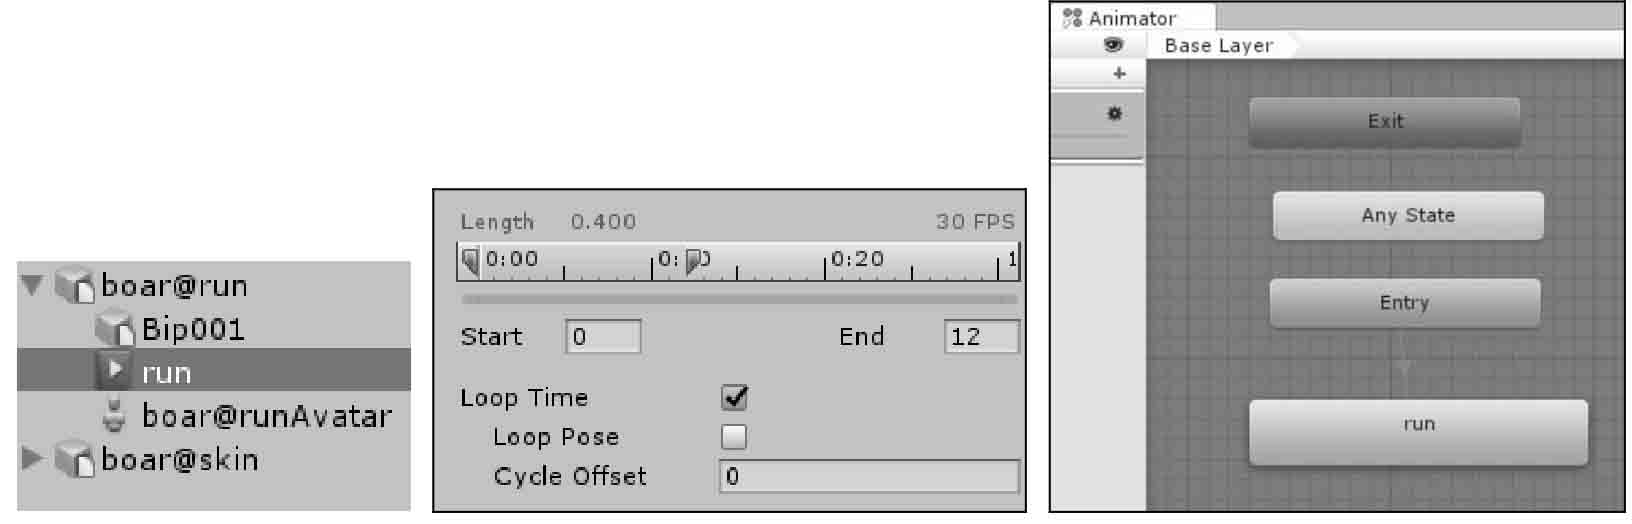 boar@run
Bip001
run
boar@runAvatar
boar@skin
Length 0.400 30 FPS
0:00 0: 0 0:20 1
Start 0 End 12
Loop Time
Loop Pose
Cycle Offset 0
Animator
Base Layer
Exit
Any State
Entry
run